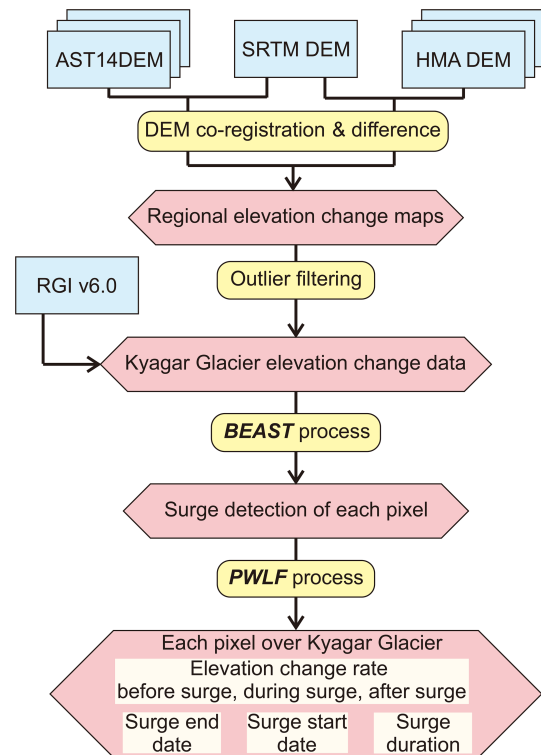 AST14DEM
SRTM DEM
HMA DEM
DEM co-registration & difference
Regional elevation change maps
Outlier filtering
RGI v6.0
Kyagar Glacier elevation change data
BEAST process
Surge detection of each pixel
PWLF process
Each pixel over Kyagar Glacier
Elevation change rate
before surge, during surge, after surge
Surge end
date
Surge start
date
Surge
duration